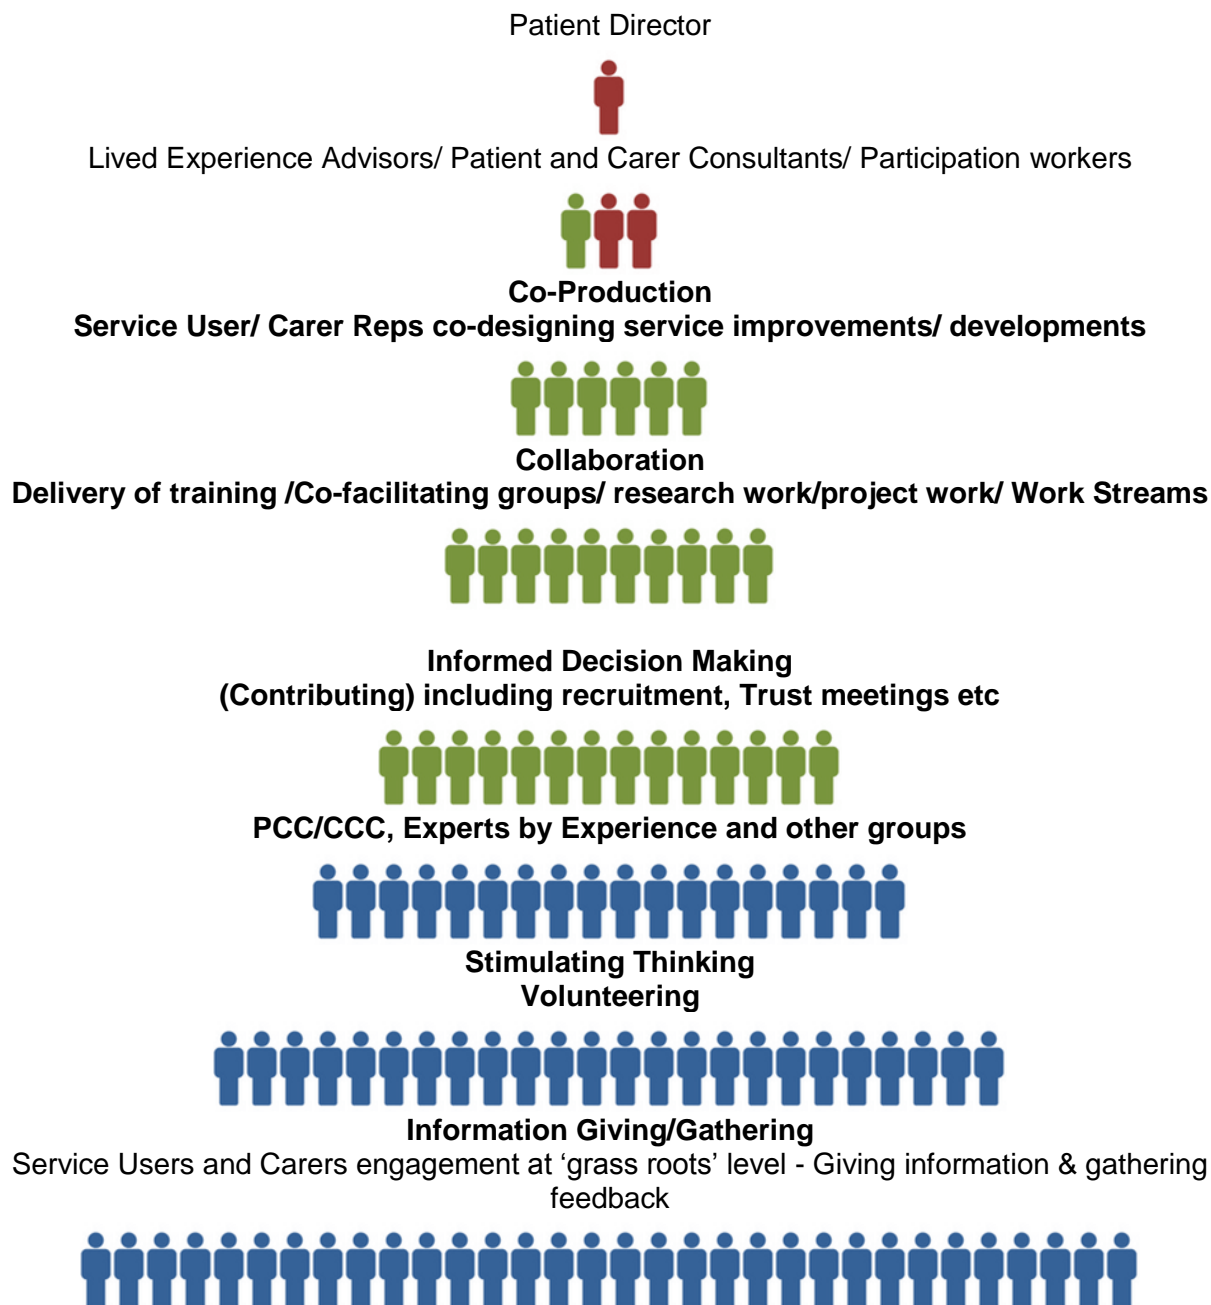 Patient Director
Lived Experience Advisors/ Patient and Carer Consultants/ Participation workers
Co-Production
Service User/ Carer Reps co-designing service improvements/ developments
Collaboration
Delivery of training /Co-facilitating groups/ research work/project work/ Work Streams
Informed Decision Making
(Contributing) including recruitment, Trust meetings etc
PCC/CCC, Experts by Experience and other groups
Stimulating Thinking
Volunteering
Information Giving/Gathering
Service Users and Carers engagement at ‘grass roots’ level - Giving information & gathering
feedback